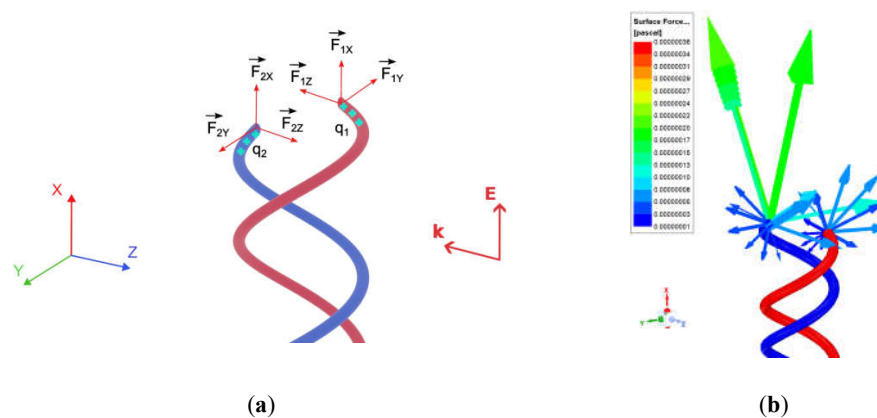 F1X
F2X
F1Z
F1Y
F2Y
F2Z
q1
q2
X
Y
Z
E
k
Surface Force...
[pascal]
0.00000036
0.00000034
0.00000031
0.00000029
0.00000027
0.00000024
0.00000022
0.00000020
0.00000017
0.00000015
0.00000013
0.00000010
0.00000008
0.00000006
0.00000003
0.00000001
X
Y
Z
(a)
(b)